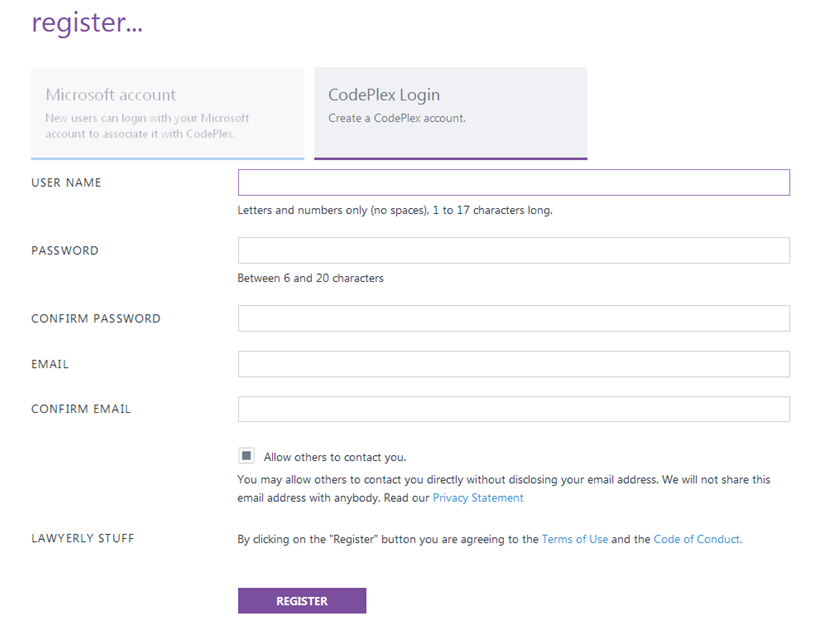 register...
Microsoft account
New users can login with your Microsoft
account to associate it with CodePlex.
CodePlex Login
Create a CodePlex account.
USER NAME
Letters and numbers only (no spaces), 1 to 17 characters long.
PASSWORD
Between 6 and 20 characters
CONFIRM PASSWORD
EMAIL
CONFIRM EMAIL
Allow others to contact you.
You may allow others to contact you directly without disclosing your email address. We will not share this
email address with anybody. Read our Privacy Statement
LAWYERLY STUFF
By clicking on the "Register" button you are agreeing to the Terms of Use and the Code of Conduct.
REGISTER